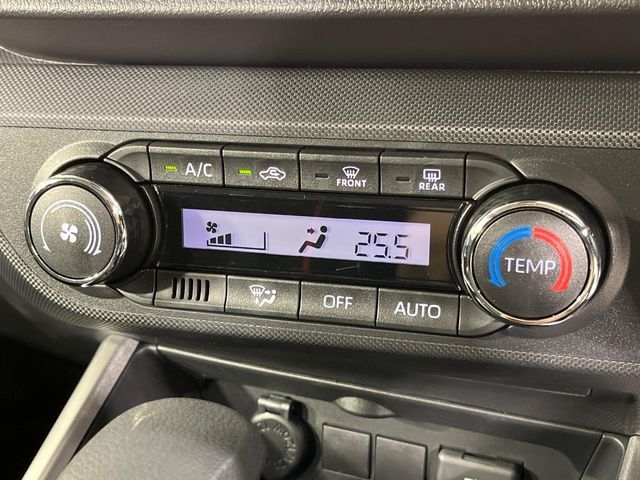 A/C
FRONT
REAR
25.5
TEMP
OFF
AUTO